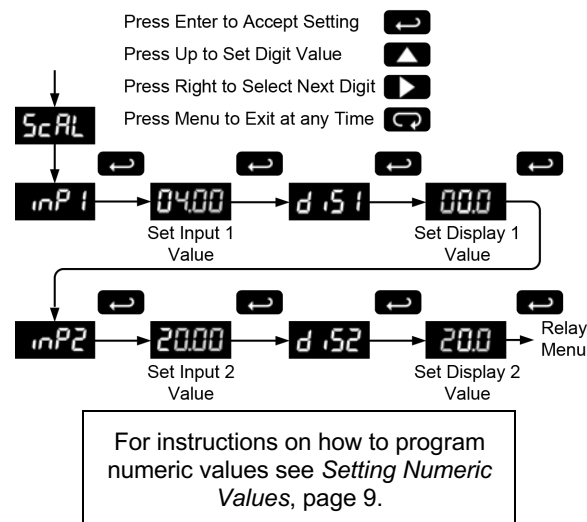 Press Enter to Accept Setting
Press Up to Set Digit Value
Press Right to Select Next Digit
Press Menu to Exit at any Time
ScAL
inP1 04.00 diS1 00.0
Set Input 1 Value
Set Display 1 Value
inP2 20.00 diS2 20.0
Relay Menu
Set Input 2 Value
Set Display 2 Value
For instructions on how to program
numeric values see Setting Numeric
Values, page 9.